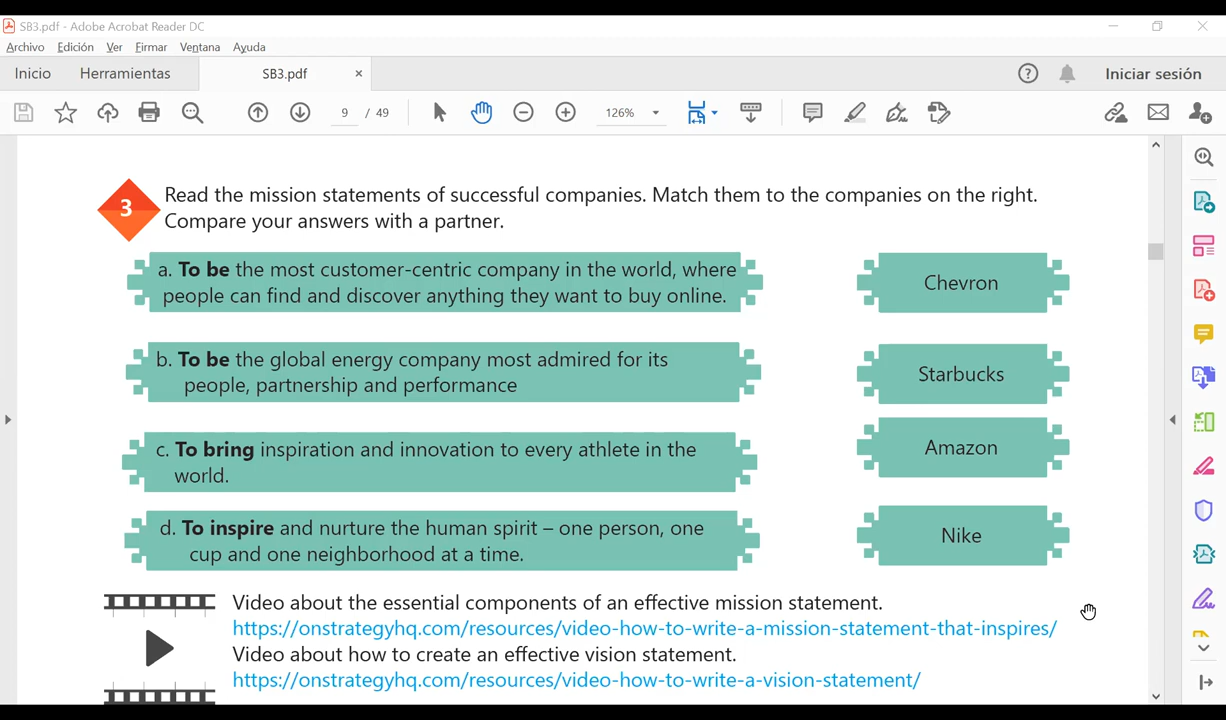 SB3.pdf - Adobe Acrobat Reader DC
Archivo Edición Ver Firmar Ventana Ayuda
Inicio Herramientas SB3.pdf × Iniciar sesión
9 / 49 126%
3
Read the mission statements of successful companies. Match them to the companies on the right.
Compare your answers with a partner.
a. To be the most customer-centric company in the world, where
people can find and discover anything they want to buy online.
Chevron
b. To be the global energy company most admired for its
people, partnership and performance
Starbucks
c. To bring inspiration and innovation to every athlete in the
world.
Amazon
d. To inspire and nurture the human spirit – one person, one
cup and one neighborhood at a time.
Nike
Video about the essential components of an effective mission statement.
https://onstrategyhq.com/resources/video-how-to-write-a-mission-statement-that-inspires/
Video about how to create an effective vision statement.
https://onstrategyhq.com/resources/video-how-to-write-a-vision-statement/